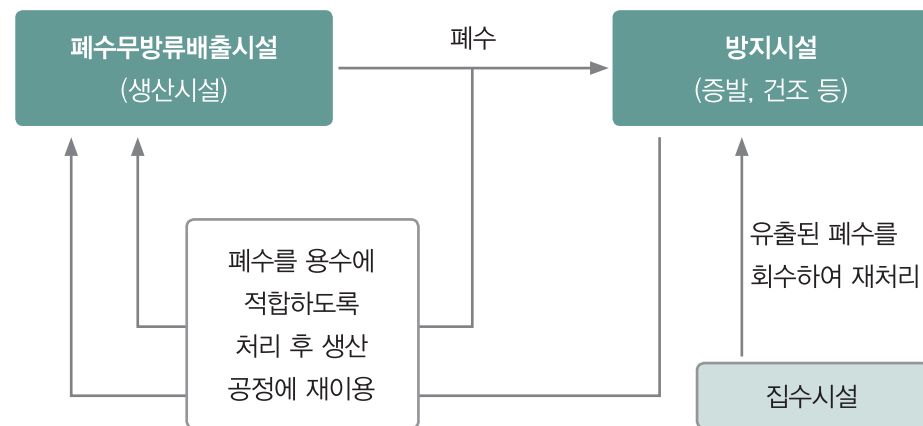 폐수무방류배출시설
(생산시설)
폐수
방지시설
(증발, 건조 등)
폐수를 용수에
적합하도록
처리 후 생산
공정에 재이용
유출된 폐수를
회수하여 재처리
집수시설